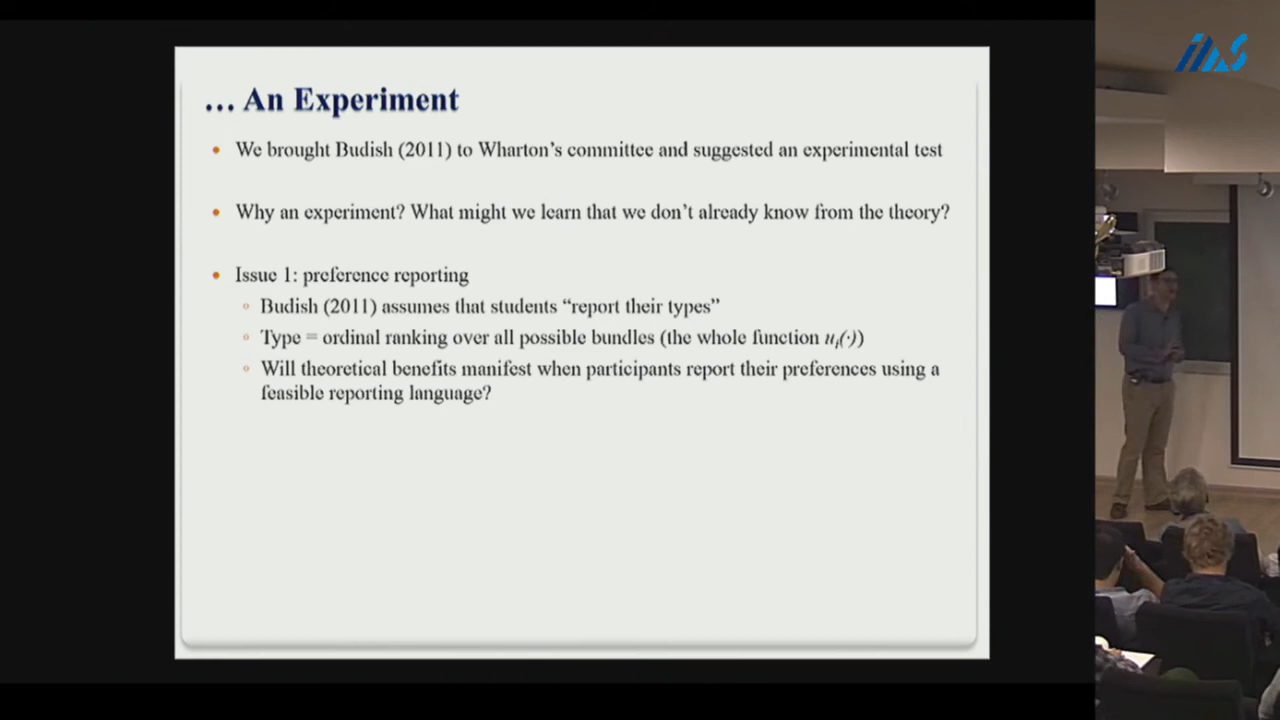 … An Experiment
• We brought Budish (2011) to Wharton’s committee and suggested an experimental test
• Why an experiment? What might we learn that we don’t already know from the theory?
• Issue 1: preference reporting
◦ Budish (2011) assumes that students “report their types”
◦ Type = ordinal ranking over all possible bundles (the whole function uᵢ(·))
◦ Will theoretical benefits manifest when participants report their preferences using a
feasible reporting language?